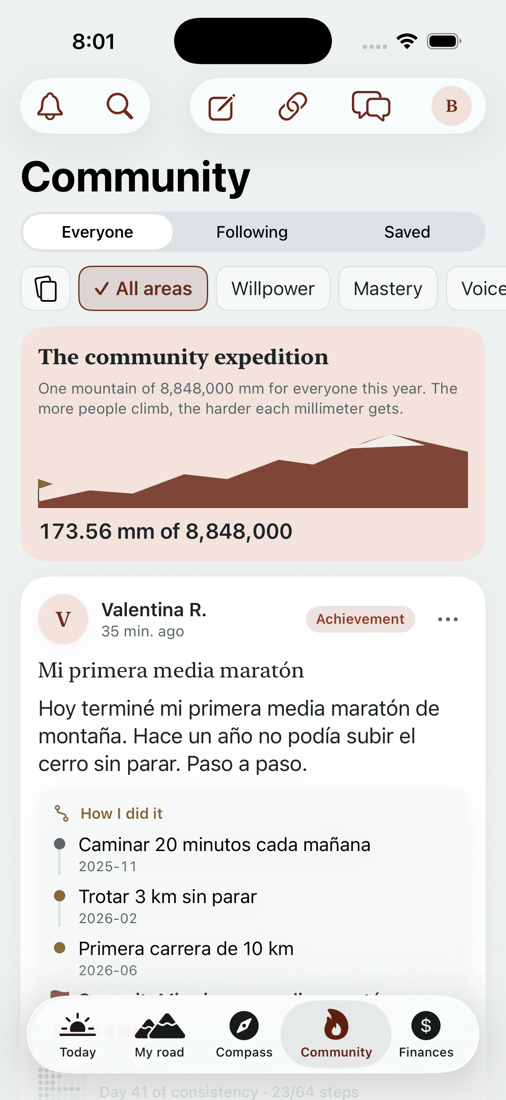 8:01
B
Community
Everyone
Following
Saved
✓ All areas
Willpower
Mastery
Voice
The community expedition
One mountain of 8,848,000 mm for everyone this year. The
more people climb, the harder each millimeter gets.
173.56 mm of 8,848,000
V
Valentina R.
35 min. ago
Achievement
Mi primera media maratón
Hoy terminé mi primera media maratón de
montaña. Hace un año no podía subir el
cerro sin parar. Paso a paso.
How I did it
Caminar 20 minutos cada mañana
2025-11
Trotar 3 km sin parar
2026-02
Primera carrera de 10 km
2026-06
Today
My road
Compass
Community
$
Finances
Day 41 of consistency · 23/64 steps